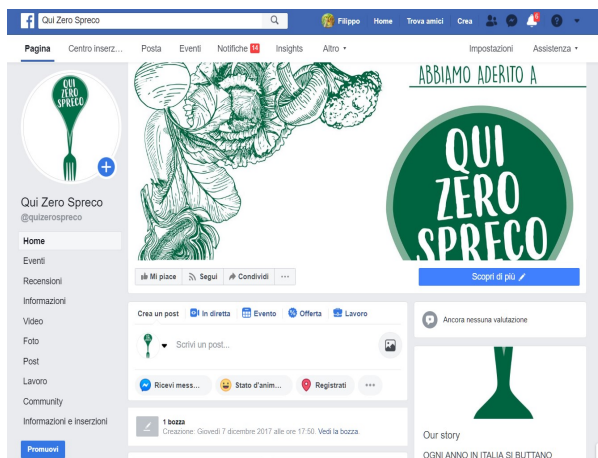 Qui Zero Spreco
Filippo Home Trova amici Crea 6
Pagina Centro inserz... Posta Eventi Notifiche 14 Insights Altro Impostazioni Assistenza
QUI
ZERO
SPRECO
Qui Zero Spreco
@quizerospreco
Home
Eventi
Recensioni
Informazioni
Video
Foto
Post
Lavoro
Community
Informazioni e inserzioni
Promuovi
ABBIAMO ADERITO A
QUI
ZERO
SPRECO
Mi piace Segui Condividi ...
Scopri di più
Crea un post In diretta Evento Offerta Lavoro
Scrivi un post...
Ricevi mess... Stato d'anim... Registrati ...
1 bozza
Creazione: Giovedì 7 dicembre 2017 alle ore 17:50. Vedi la bozza.
Ancora nessuna valutazione
Our story
OGNI ANNO IN ITALIA SI BUTTANO